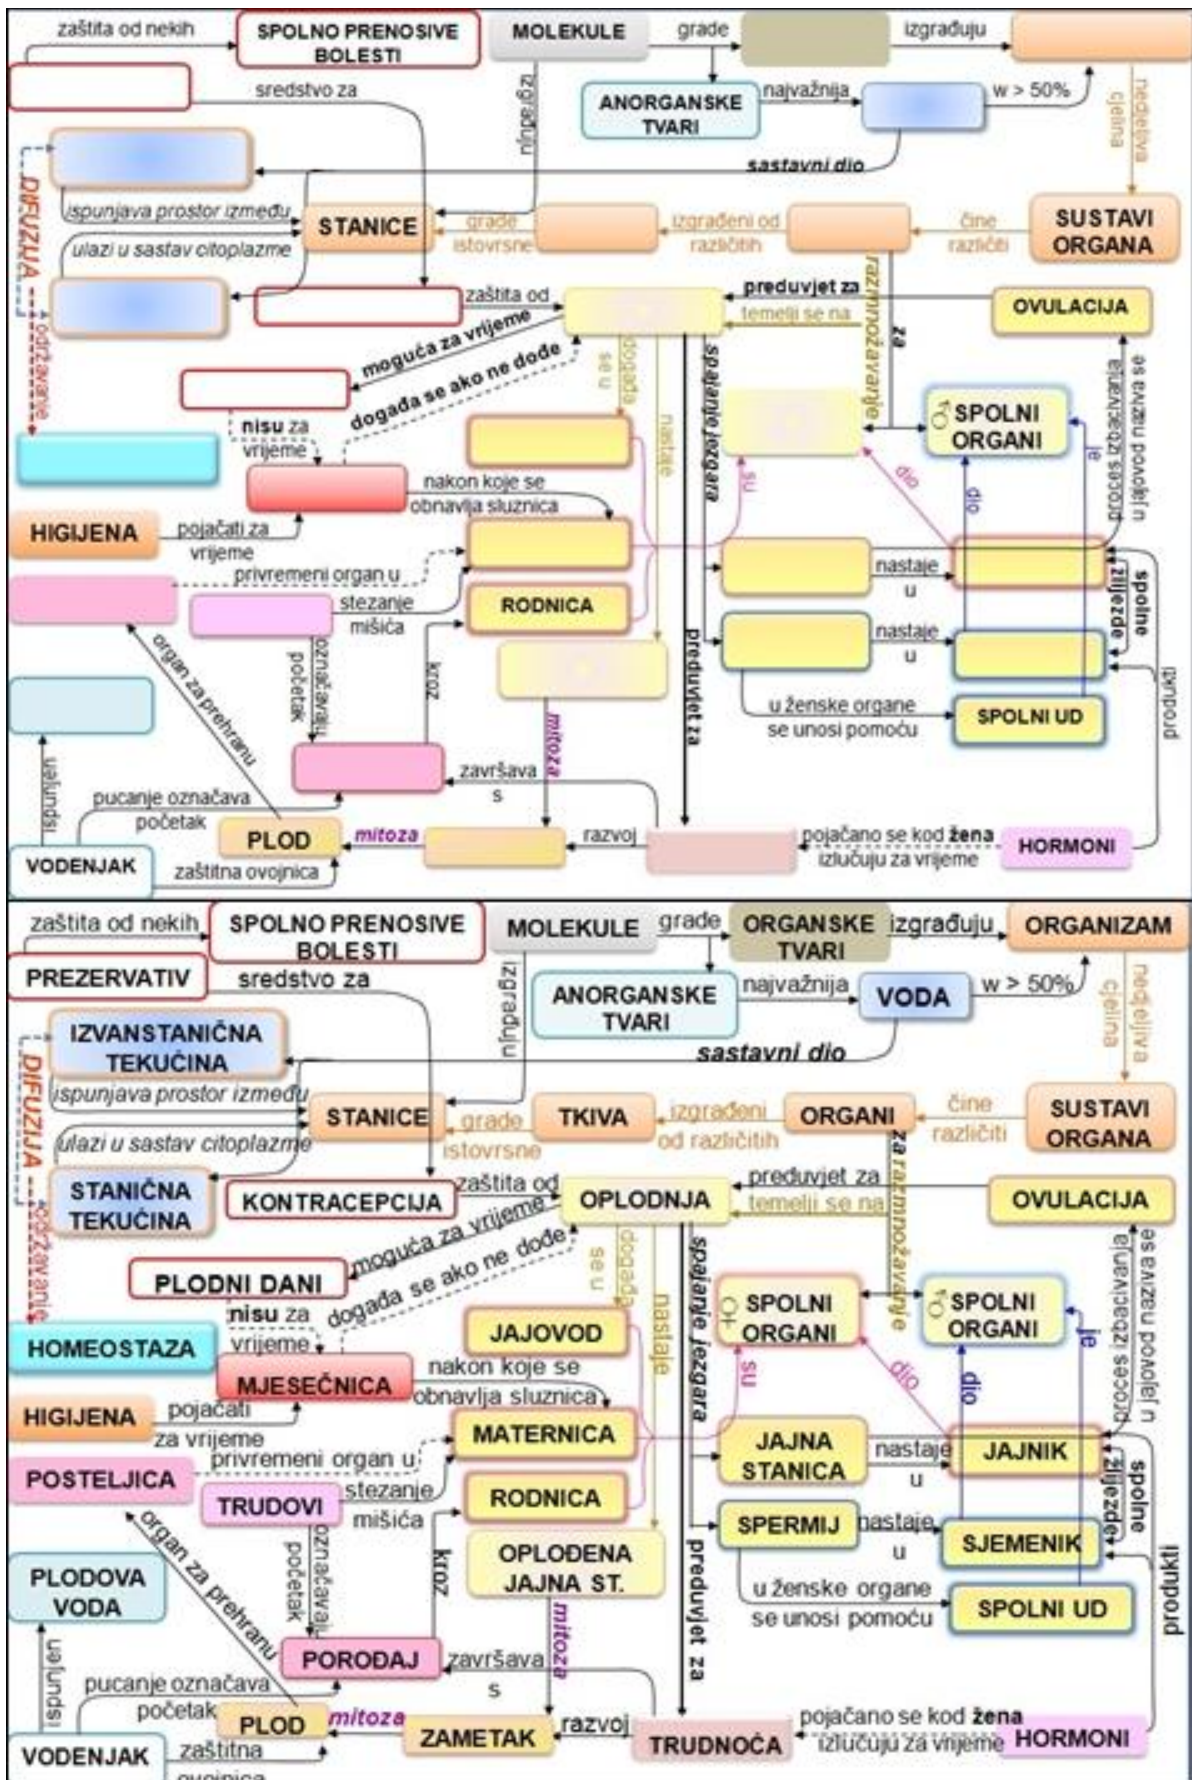 zaštita od nekih
SPOLNO PRENOSIVE
BOLESTI
MOLEKULE
grade
izgrađuju
sredstvo za
izgrađuju
ANORGANSKE
TVARI
najvažnija
w > 50%
nedjeljiva
cjelina
sastavni dio
DIFUZIJA
ispunjava prostor između
STANICE
grade
istovrsne
izgrađeni od
različitih
čine
različiti
SUSTAVI
ORGANA
ulazi u sastav citoplazme
održavanje
zaštita od
preduvjet za
temelji se na
OVULACIJA
za
razmnožavanje
moguća za vrijeme
događa se ako ne dođe
događa
se u
nastaje
spajanje jezgara
nisu za
vrijeme
♂
SPOLNI
ORGANI
je
proces izbacivanja
u jajovod naziva se
nakon koje se
obnavlja sluznica
su
dio
dio
HIGIJENA
pojačati za
vrijeme
privremeni organ u
nastaje
u
spolne
žlijezde
stezanje
mišića
RODNICA
nastaje
u
organ za prehranu
označavaju
početak
kroz
mitoza
preduvjet za
u ženske organe
se unosi pomoću
SPOLNI UD
produkti
ispunjen
pucanje označava
početak
završava
s
PLOD
mitoza
razvoj
pojačano se kod žena
izlučuju za vrijeme
HORMONI
VODENJAK
zaštitna ovojnica
zaštita od nekih
SPOLNO PRENOSIVE
BOLESTI
MOLEKULE
grade
ORGANSKE
TVARI
izgrađuju
ORGANIZAM
PREZERVATIV
sredstvo za
izgrađuju
ANORGANSKE
TVARI
najvažnija
VODA
w > 50%
nedjeljiva
cjelina
IZVANSTANIČNA
TEKUĆINA
sastavni dio
DIFUZIJA
ispunjava prostor između
STANICE
grade
istovrsne
TKIVA
izgrađeni
od različitih
ORGANI
čine
različiti
SUSTAVI
ORGANA
ulazi u sastav citoplazme
STANIČNA
TEKUĆINA
održavanje
KONTRACEPCIJA
zaštita od
OPLODNJA
preduvjet za
temelji se na
OVULACIJA
za razmnožavanje
moguća za vrijeme
događa se ako ne dođe
PLODNI DANI
događa
se u
nastaje
spajanje jezgara
nisu za
vrijeme
HOMEOSTAZA
JAJOVOD
♀
SPOLNI
ORGANI
♂
SPOLNI
ORGANI
je
proces izbacivanja
u jajovod naziva se
MJESEČNICA
nakon koje se
obnavlja sluznica
su
dio
dio
HIGIJENA
pojačati
za vrijeme
MATERNICA
privremeni organ u
JAJNA
STANICA
nastaje
u
JAJNIK
spolne
žlijezde
POSTELJICA
TRUDOVI
stezanje
mišića
RODNICA
SPERMIJ
nastaje
u
SJEMENIK
organ za prehranu
označavaju
početak
kroz
OPLOĐENA
JAJNA ST.
PLODOVA
VODA
mitoza
preduvjet za
u ženske organe
se unosi pomoću
SPOLNI UD
produkti
ispunjen
POROĐAJ
završava
s
pucanje označava
početak
PLOD
mitoza
ZAMETAK
razvoj
TRUDNOĆA
pojačano se kod žena
izlučuju za vrijeme
HORMONI
VODENJAK
zaštitna
ovojnica